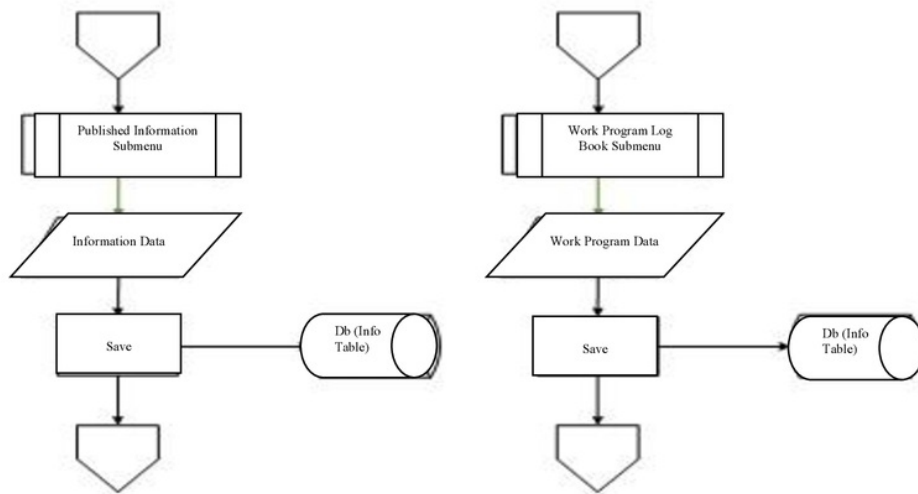 Published Information
Submenu
Information Data
Save
Db (Info
Table)
Work Program Log
Book Submenu
Work Program Data
Save
Db (Info
Table)